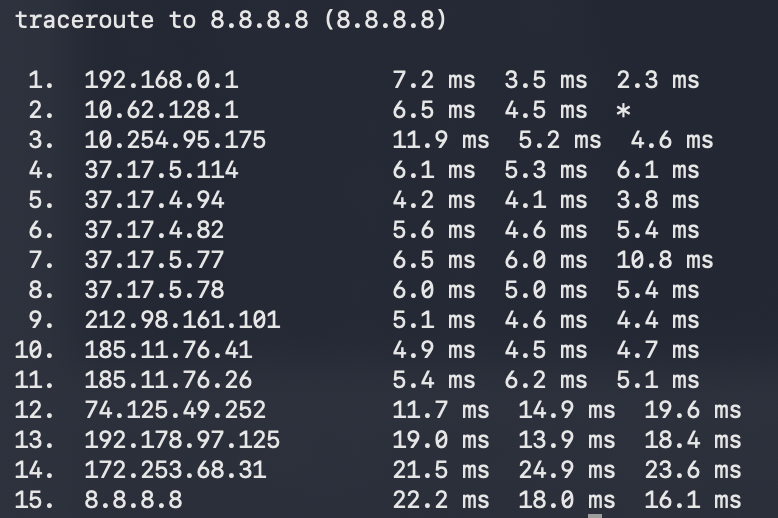 traceroute to 8.8.8.8 (8.8.8.8)
1. 192.168.0.1 7.2 ms 3.5 ms 2.3 ms
2. 10.62.128.1 6.5 ms 4.5 ms *
3. 10.254.95.175 11.9 ms 5.2 ms 4.6 ms
4. 37.17.5.114 6.1 ms 5.3 ms 6.1 ms
5. 37.17.4.94 4.2 ms 4.1 ms 3.8 ms
6. 37.17.4.82 5.6 ms 4.6 ms 5.4 ms
7. 37.17.5.77 6.5 ms 6.0 ms 10.8 ms
8. 37.17.5.78 6.0 ms 5.0 ms 5.4 ms
9. 212.98.161.101 5.1 ms 4.6 ms 4.4 ms
10. 185.11.76.41 4.9 ms 4.5 ms 4.7 ms
11. 185.11.76.26 5.4 ms 6.2 ms 5.1 ms
12. 74.125.49.252 11.7 ms 14.9 ms 19.6 ms
13. 192.178.97.125 19.0 ms 13.9 ms 18.4 ms
14. 172.253.68.31 21.5 ms 24.9 ms 23.6 ms
15. 8.8.8.8 22.2 ms 18.0 ms 16.1 ms